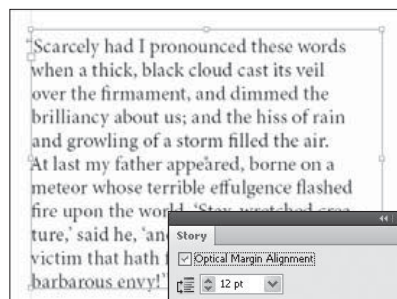 "Scarcely had I pronounced these words
when a thick, black cloud cast its veil
over the firmament, and dimmed the
brilliancy about us; and the hiss of rain
and growling of a storm filled the air.
At last my father appeared, borne on a
meteor whose terrible effulgence flashed
fire upon the world. ‘Stay, wretched crea-
ture,’ said he, ‘an
victim that hath
barbarous envy!’
Story
Optical Margin Alignment
12 pt